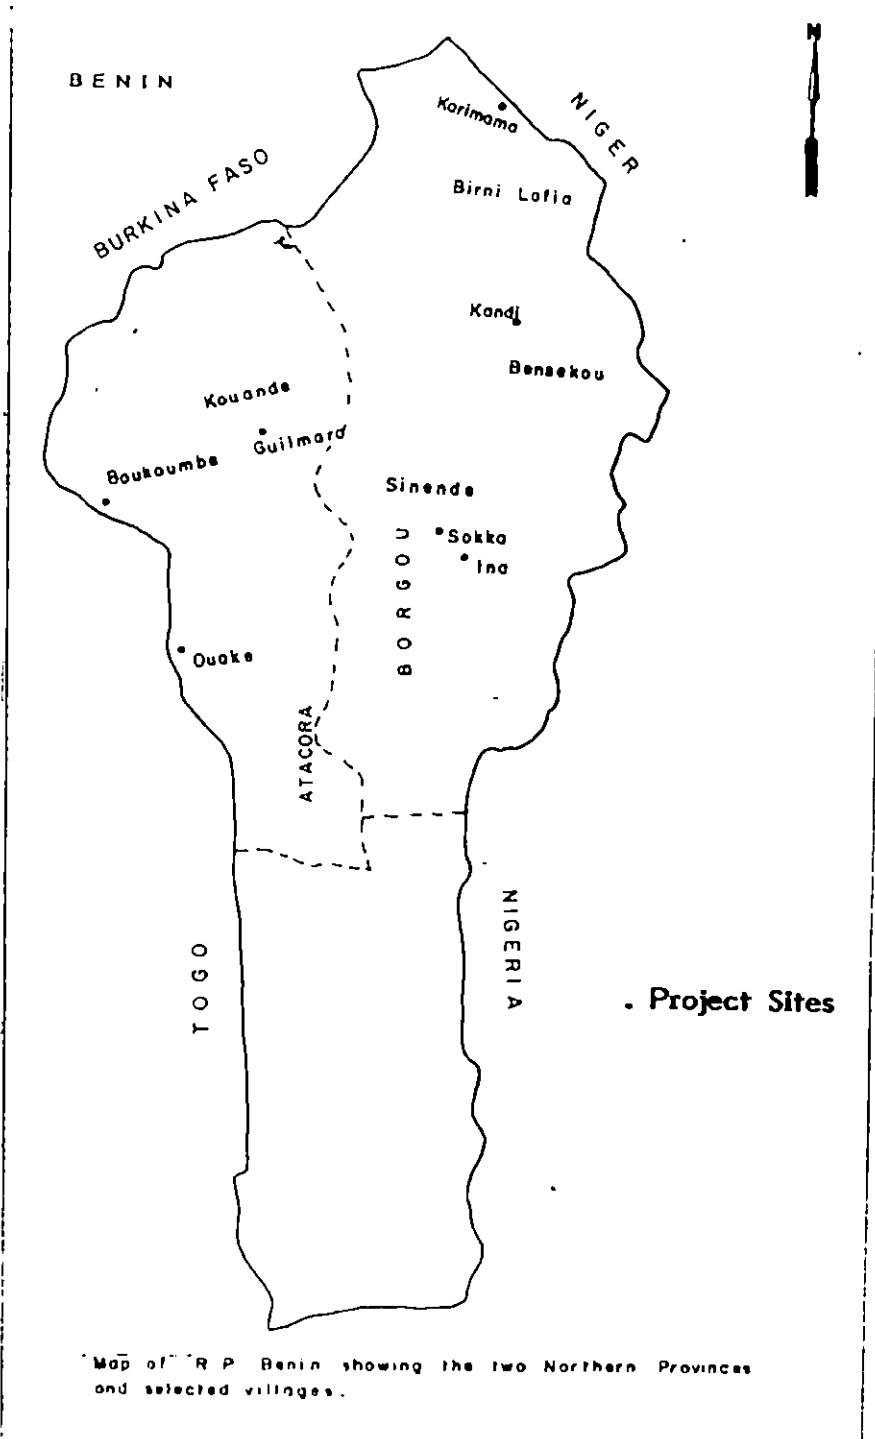 N
BENIN
NIGER
Karimama
BURKINA FASO
Birni Lafia
Kandi
Bensekou
Kouande
Guilmaro
Boukoumbe
Sinende
Sokka
Ina
BORGOU
Ouake
ATACORA
NIGERIA
TOGO
. Project Sites
Map of R P Benin showing the two Northern Provinces
and selected villages.